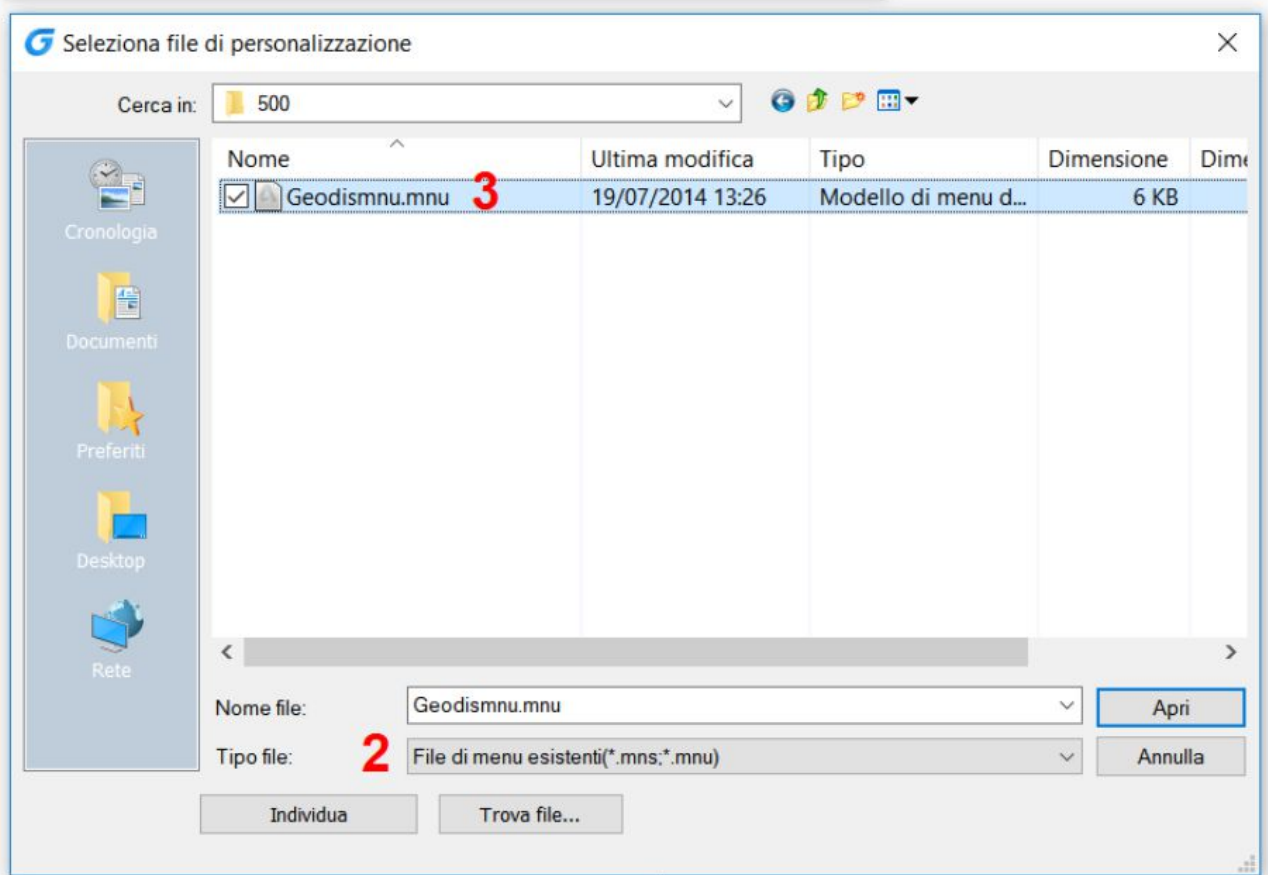 Seleziona file di personalizzazione
Cerca in: 500
Nome Ultima modifica Tipo Dimensione Dime
Geodismnu.mnu 3 19/07/2014 13:26 Modello di menu d... 6 KB
Cronologia
Documenti
Preferiti
Desktop
Rete
Nome file: Geodismnu.mnu Apri
Tipo file: 2 File di menu esistenti(*.mns;*.mnu) Annulla
Individua Trova file...